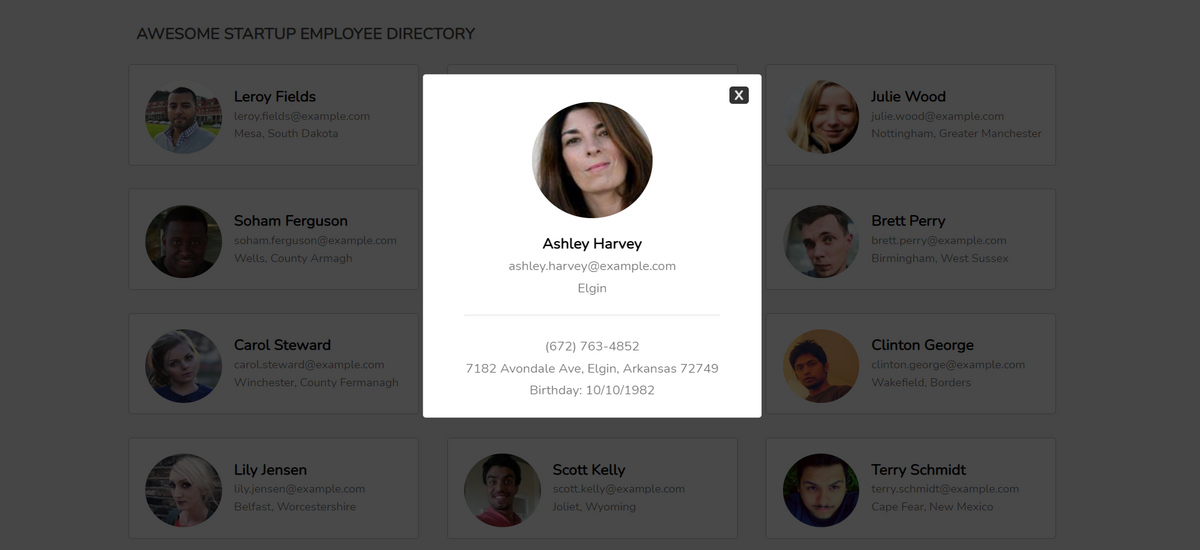 AWESOME STARTUP EMPLOYEE DIRECTORY
Leroy Fields
leroy.fields@example.com
Mesa, South Dakota
X
Ashley Harvey
ashley.harvey@example.com
Elgin
(672) 763-4852
7182 Avondale Ave, Elgin, Arkansas 72749
Birthday: 10/10/1982
Julie Wood
julie.wood@example.com
Nottingham, Greater Manchester
Soham Ferguson
soham.ferguson@example.com
Wells, County Armagh
Brett Perry
brett.perry@example.com
Birmingham, West Sussex
Carol Steward
carol.steward@example.com
Winchester, County Fermanagh
Clinton George
clinton.george@example.com
Wakefield, Borders
Lily Jensen
lily.jensen@example.com
Belfast, Worcestershire
Scott Kelly
scott.kelly@example.com
Joliet, Wyoming
Terry Schmidt
terry.schmidt@example.com
Cape Fear, New Mexico